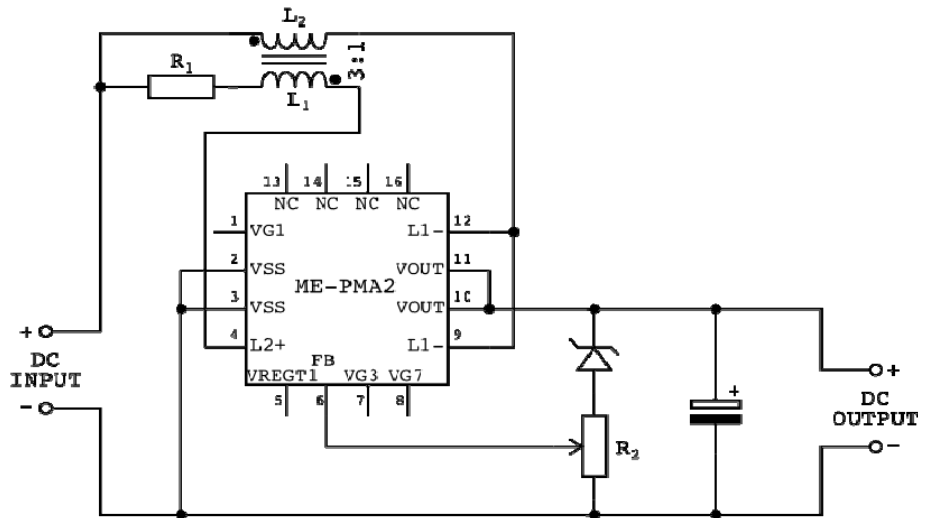 L2
3:1
R1
L1
13 14 15 16
NC NC NC NC
1 VG1 L1- 12
2 VSS VOUT 11
ME-PMA2
3 VSS VOUT 10
4 L2+ L1- 9
FB
VREGT1 VG3 VG7
5 6 7 8
+
DC
INPUT
-
R2
+
+
DC
OUTPUT
-